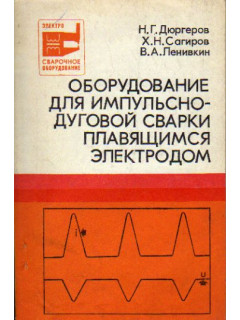 ЭЛЕКТРО
СВАРОЧНОЕ
ОБОРУДОВАНИЕ
Н.Г. Дюргеров
Х.Н. Сагиров
В.А. Ленивкин
ОБОРУДОВАНИЕ
ДЛЯ ИМПУЛЬСНО-
ДУГОВОЙ СВАРКИ
ПЛАВЯЩИМСЯ
ЭЛЕКТРОДОМ